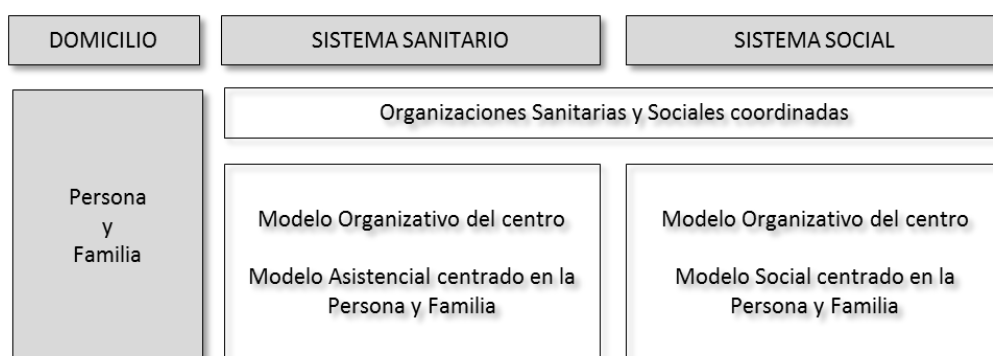 DOMICILIO
SISTEMA SANITARIO
SISTEMA SOCIAL
Organizaciones Sanitarias y Sociales coordinadas
Persona
y
Familia
Modelo Organizativo del centro
Modelo Asistencial centrado en la
Persona y Familia
Modelo Organizativo del centro
Modelo Social centrado en la
Persona y Familia